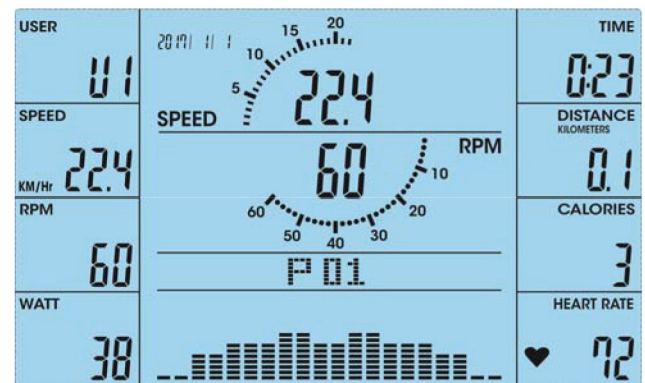 USER
U1
SPEED
KM/Hr 22.4
RPM
60
WATT
38
2017/ 1/ 1
5 10 15 20
SPEED 22.4
60 RPM
10 20 30 40 50 60
P01
TIME
0:23
DISTANCE
KILOMETERS
0.1
CALORIES
3
HEART RATE
72